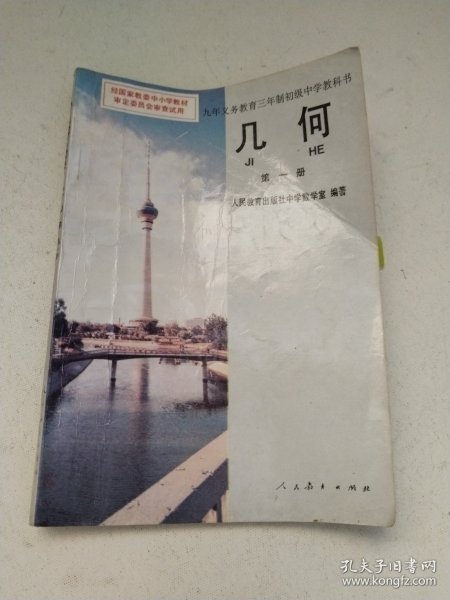 经国家教委中小学教材
审定委员会审查试用
九年义务教育三年制初级中学教科书
几何
JI HE
第一册
人民教育出版社中学数学室 编著
人民教育出版社
孔夫子旧书网
www.kongfz.com